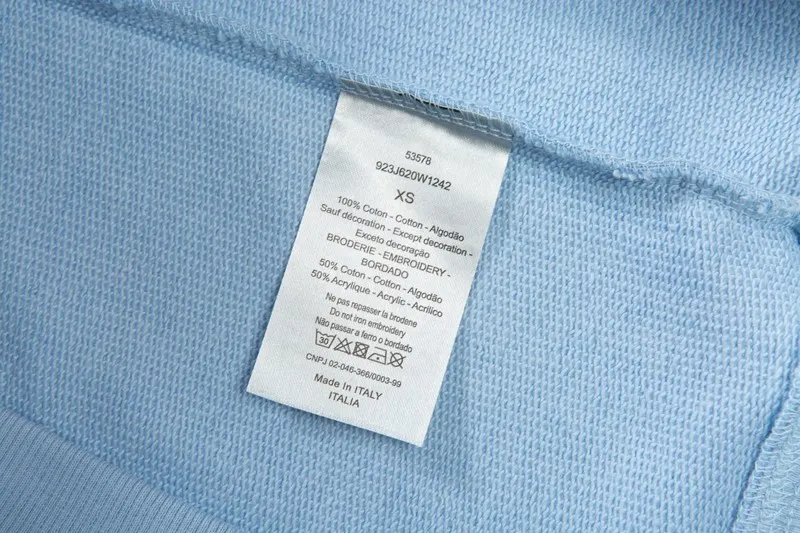 53578
923J620W1242
XS
100% Coton - Cotton - Algodão
Sauf décoration - Except decoration -
Exceto decoração
BRODERIE - EMBROIDERY -
BORDADO
50% Coton - Cotton - Algodão
50% Acrylique - Acrylic - Acrílico
Ne pas repasser la brodene
Do not iron embroidery
Não passar a ferro o bordado
30
CNPJ 02-046-366/0003-99
Made In ITALY
ITALIA